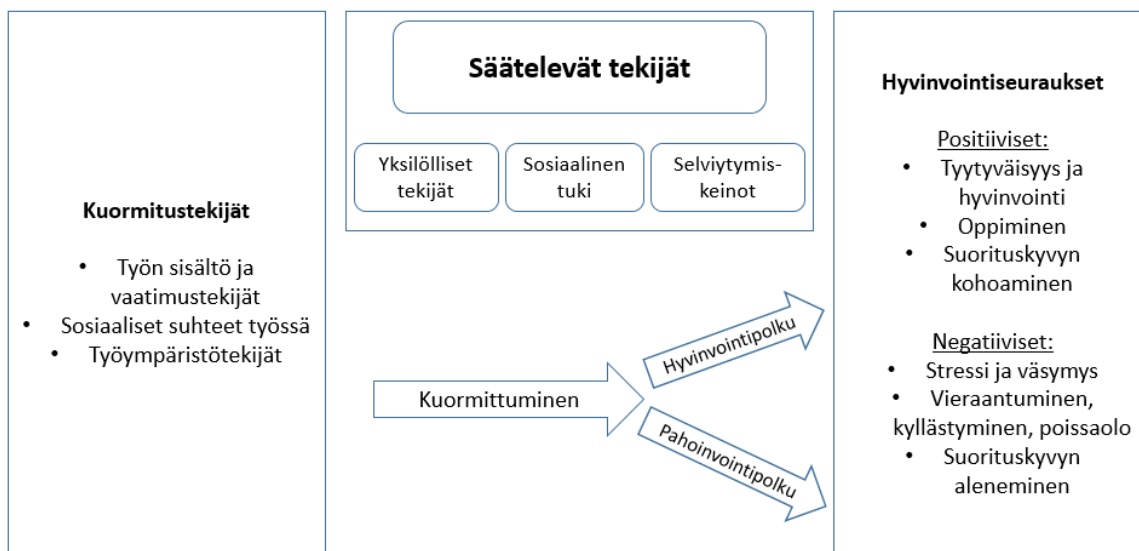 Kuormitustekijät
• Työn sisältö ja
vaatimustekijät
• Sosiaaliset suhteet työssä
• Työympäristötekijät
Säätelevät tekijät
Yksilölliset
tekijät
Sosiaalinen
tuki
Selviytymis-
keinot
Kuormittuminen
Hyvinvointipolku
Pahoinvointipolku
Hyvinvointiseuraukset
Positiiviset:
• Tyytyväisyys ja
hyvinvointi
• Oppiminen
• Suorituskyvyn
kohoaminen
Negatiiviset:
• Stressi ja väsymys
• Vieraantuminen,
kyllästyminen, poissaolo
• Suorituskyvyn
aleneminen